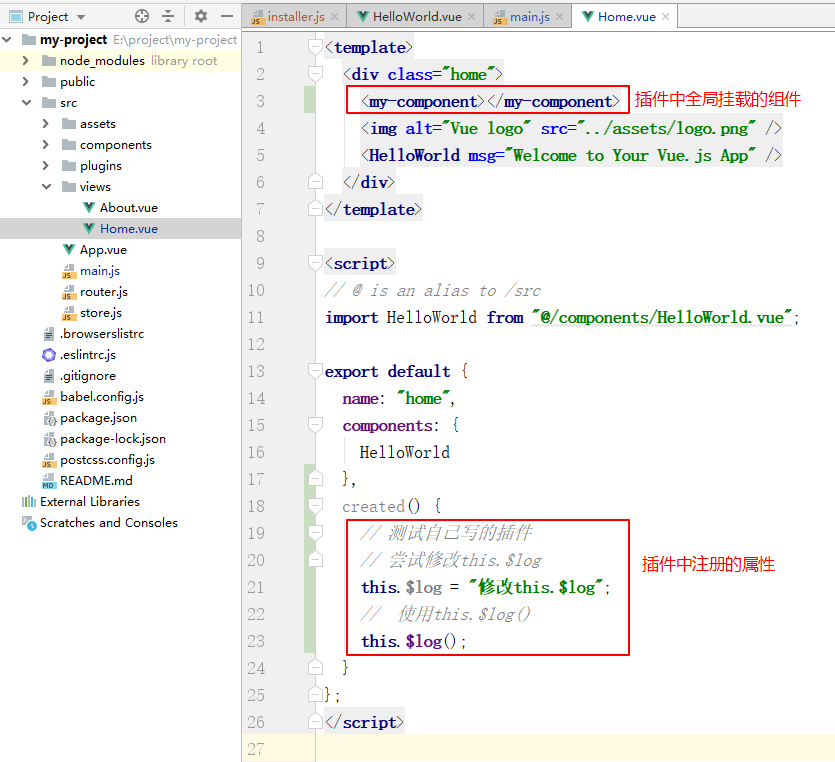 Project
installer.js
HelloWorld.vue
main.js
Home.vue
my-project E:\project\my-project
node_modules library root
public
src
assets
components
plugins
views
About.vue
Home.vue
App.vue
main.js
router.js
store.js
.browserslistrc
.eslintrc.js
.gitignore
babel.config.js
package.json
package-lock.json
postcss.config.js
README.md
External Libraries
Scratches and Consoles
1 <template>
2 <div class="home">
3 <my-component></my-component> 插件中全局挂载的组件
4 <img alt="Vue logo" src="../assets/logo.png" />
5 <HelloWorld msg="Welcome to Your Vue.js App" />
6 </div>
7 </template>
8
9 <script>
10 // @ is an alias to /src
11 import HelloWorld from "@/components/HelloWorld.vue";
12
13 export default {
14 name: "home",
15 components: {
16 HelloWorld
17 },
18 created() {
19 // 测试自己写的插件
20 // 尝试修改this.$log
21 this.$log = "修改this.$log"; 插件中注册的属性
22 // 使用this.$log()
23 this.$log();
24 }
25 };
26 </script>
27